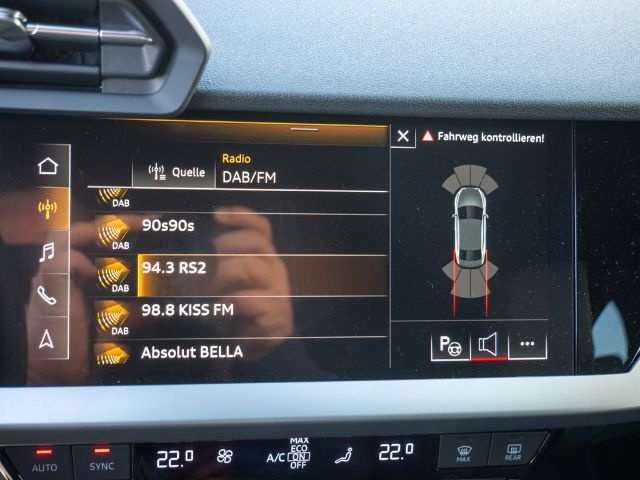 Fahrweg kontrollieren!
Quelle
Radio
DAB/FM
DAB
90s90s
DAB
94.3 RS2
DAB
98.8 KISS FM
DAB
Absolut BELLA
P
AUTO
SYNC
22.0
A/C
MAX
ECO
ON
OFF
22.0
MAX
REAR